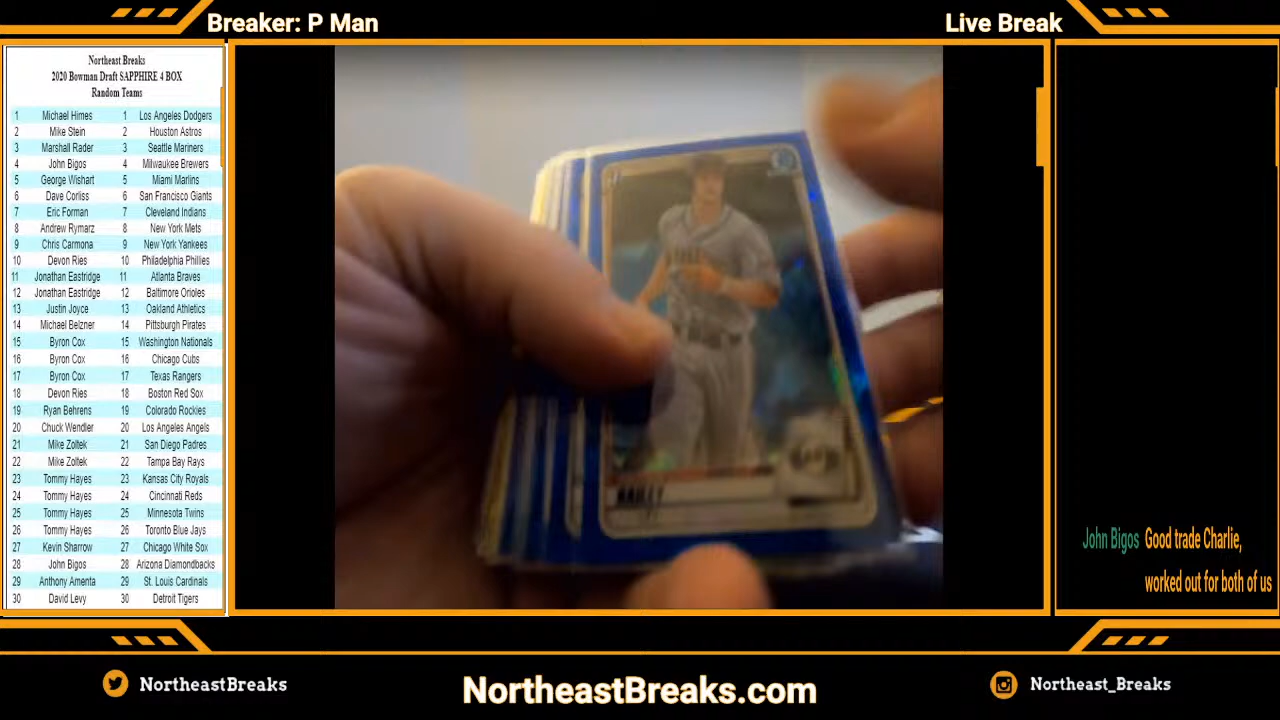 Breaker: P Man
Live Break
Northeast Breaks
2020 Bowman Draft SAPPHIRE 4 BOX
Random Teams
1 Michael Himes 1 Los Angeles Dodgers
2 Mike Stein 2 Houston Astros
3 Marshall Rader 3 Seattle Mariners
4 John Bigos 4 Milwaukee Brewers
5 George Wishart 5 Miami Marlins
6 Dave Corliss 6 San Francisco Giants
7 Eric Forman 7 Cleveland Indians
8 Andrew Rymarz 8 New York Mets
9 Chris Carmona 9 New York Yankees
10 Devon Ries 10 Philadelphia Phillies
11 Jonathan Eastridge 11 Atlanta Braves
12 Jonathan Eastridge 12 Baltimore Orioles
13 Justin Joyce 13 Oakland Athletics
14 Michael Belzner 14 Pittsburgh Pirates
15 Byron Cox 15 Washington Nationals
16 Byron Cox 16 Chicago Cubs
17 Byron Cox 17 Texas Rangers
18 Devon Ries 18 Boston Red Sox
19 Ryan Behrens 19 Colorado Rockies
20 Chuck Wendler 20 Los Angeles Angels
21 Mike Zoltek 21 San Diego Padres
22 Mike Zoltek 22 Tampa Bay Rays
23 Tommy Hayes 23 Kansas City Royals
24 Tommy Hayes 24 Cincinnati Reds
25 Tommy Hayes 25 Minnesota Twins
26 Tommy Hayes 26 Toronto Blue Jays
27 Kevin Sharrow 27 Chicago White Sox
28 John Bigos 28 Arizona Diamondbacks
29 Anthony Amenta 29 St. Louis Cardinals
30 David Levy 30 Detroit Tigers
BAILEY
John Bigos Good trade Charlie,
worked out for both of us
NortheastBreaks
NortheastBreaks.com
Northeast_Breaks